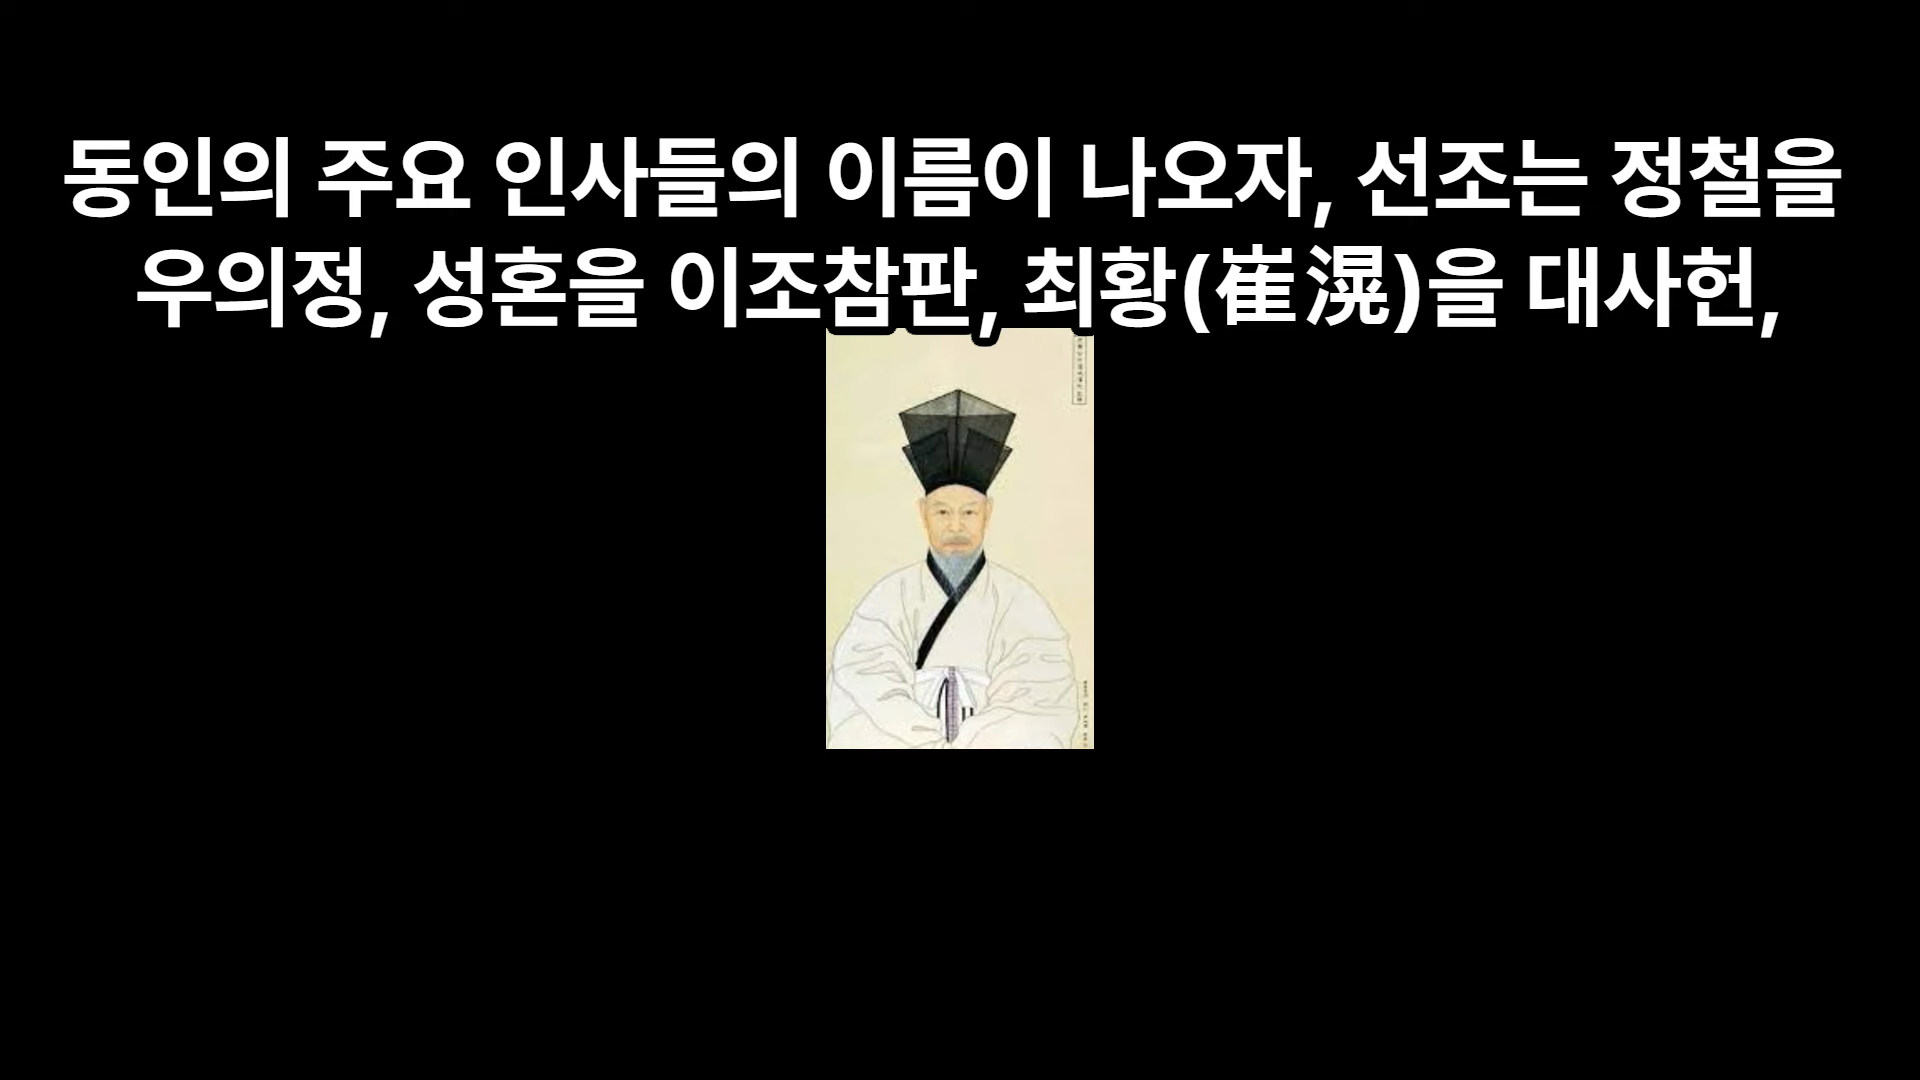 동인의 주요 인사들의 이름이 나오자, 선조는 정철을
우의정, 성혼을 이조참판, 최황(崔滉)을 대사헌,